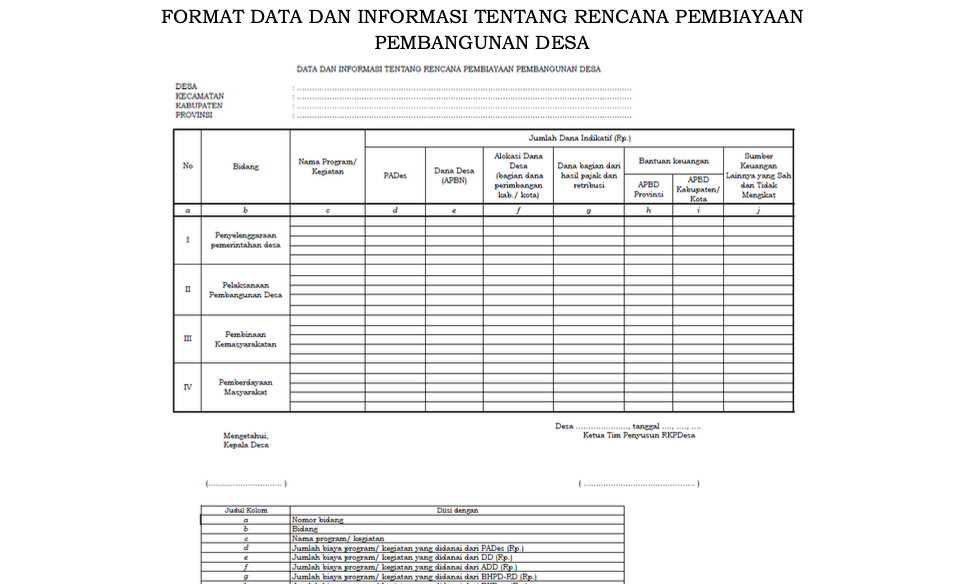 FORMAT DATA DAN INFORMASI TENTANG RENCANA PEMBIAYAAN
PEMBANGUNAN DESA
DATA DAN INFORMASI TENTANG RENCANA PEMBIAYAAN PEMBANGUNAN DESA
DESA : ................................................
KECAMATAN : ................................................
KABUPATEN : ................................................
PROVINSI : ................................................
Jumlah Dana Indikatif (Rp.)
No
Bidang
Nama Program/
Kegiatan
PADes
Dana Desa
(APBN)
Alokasi Dana
Desa
(bagian dana
perimbangan
kab./ kota)
Dana bagian dari
hasil pajak dan
retribusi
Bantuan keuangan
APBD
Provinsi
APBD
Kabupaten/
Kota
Sumber
Keuangan
Lainnya yang Sah
dan Tidak
Mengikat
a b c d e f g h i j
I
Penyelenggaraan
pemerintahan desa
II
Pelaksanaan
Pembangunan Desa
III
Pembinaan
Kemasyarakatan
IV
Pemberdayaan
Masyarakat
Desa ....................., tanggal ...., ...., ....
Mengetahui,
Kepala Desa
Ketua Tim Penyusun RKPDesa
(.............................. )
( ............................................. )
Judul Kolom Diisi dengan
a Nomor bidang
b Bidang
c Nama program/ kegiatan
d Jumlah biaya program/ kegiatan yang didanai dari PADes (Rp.)
e Jumlah biaya program/ kegiatan yang didanai dari DD (Rp.)
f Jumlah biaya program/ kegiatan yang didanai dari ADD (Rp.)
g Jumlah biaya program/ kegiatan yang didanai dari BHPD-RD (Rp.)